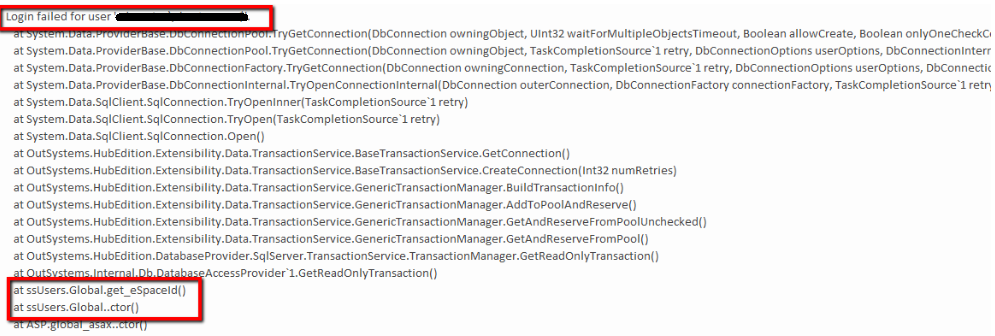 Login failed for user '
at System.Data.ProviderBase.DbConnectionPool.TryGetConnection(DbConnection owningObject, UInt32 waitForMultipleObjectsTimeout, Boolean allowCreate, Boolean onlyOneCheckCo
at System.Data.ProviderBase.DbConnectionPool.TryGetConnection(DbConnection owningObject, TaskCompletionSource`1 retry, DbConnectionOptions userOptions, DbConnectionIntern
at System.Data.ProviderBase.DbConnectionFactory.TryGetConnection(DbConnection owningConnection, TaskCompletionSource`1 retry, DbConnectionOptions userOptions, DbConnectio
at System.Data.ProviderBase.DbConnectionInternal.TryOpenConnectionInternal(DbConnection outerConnection, DbConnectionFactory connectionFactory, TaskCompletionSource`1 retry
at System.Data.SqlClient.SqlConnection.TryOpenInner(TaskCompletionSource`1 retry)
at System.Data.SqlClient.SqlConnection.TryOpen(TaskCompletionSource`1 retry)
at System.Data.SqlClient.SqlConnection.Open()
at OutSystems.HubEdition.Extensibility.Data.TransactionService.BaseTransactionService.GetConnection()
at OutSystems.HubEdition.Extensibility.Data.TransactionService.BaseTransactionService.CreateConnection(Int32 numRetries)
at OutSystems.HubEdition.Extensibility.Data.TransactionService.GenericTransactionManager.BuildTransactionInfo()
at OutSystems.HubEdition.Extensibility.Data.TransactionService.GenericTransactionManager.AddToPoolAndReserve()
at OutSystems.HubEdition.Extensibility.Data.TransactionService.GenericTransactionManager.GetAndReserveFromPoolUnchecked()
at OutSystems.HubEdition.Extensibility.Data.TransactionService.GenericTransactionManager.GetAndReserveFromPool()
at OutSystems.HubEdition.DatabaseProvider.SqlServer.TransactionService.TransactionManager.GetReadOnlyTransaction()
at OutSystems.Internal.Db.DatabaseAccessProvider`1.GetReadOnlyTransaction()
at ssUsers.Global.get_eSpaceId()
at ssUsers.Global..ctor()
at ASP.global_asax..ctor()